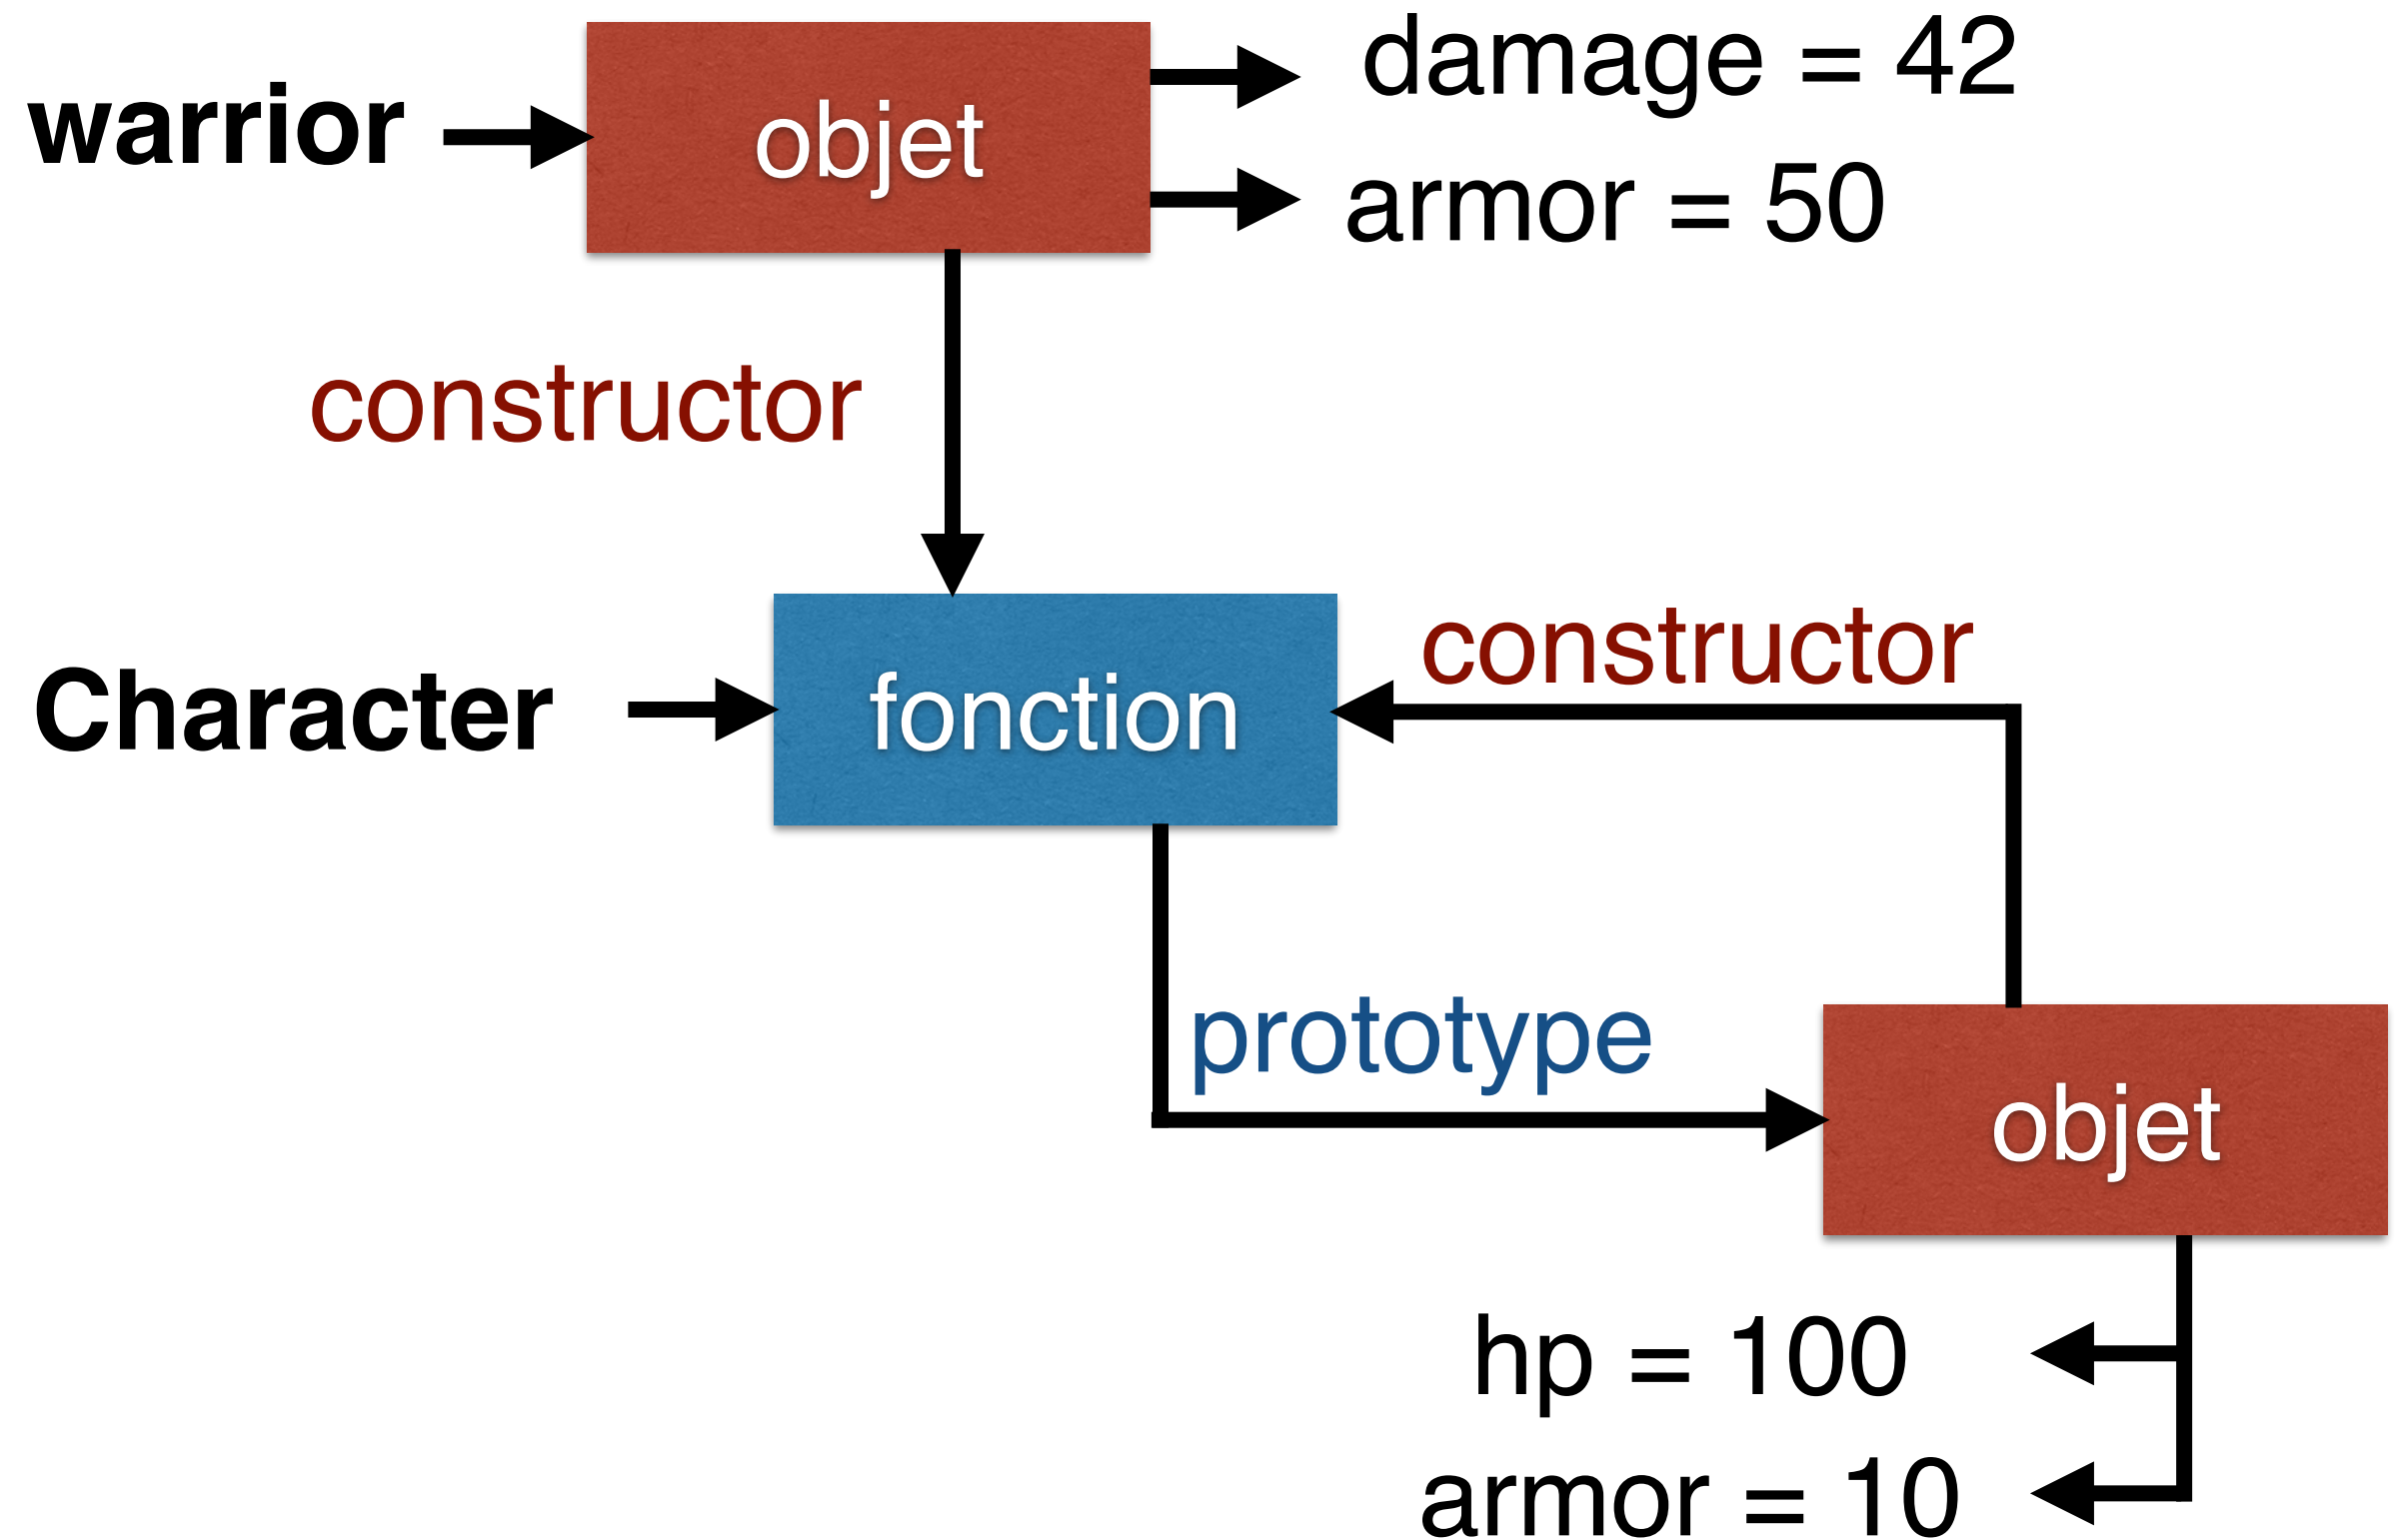 damage = 42
warrior
objet
armor = 50
constructor
constructor
Character
fonction
prototype
objet
hp = 100
armor = 10